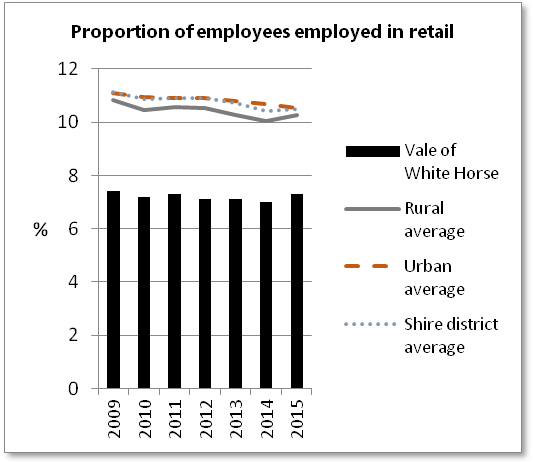 Proportion of employees employed in retail
12
10
8
6
4
2
0
%
2009
2010
2011
2012
2013
2014
2015
Vale of
White Horse
Rural
average
Urban
average
Shire district
average